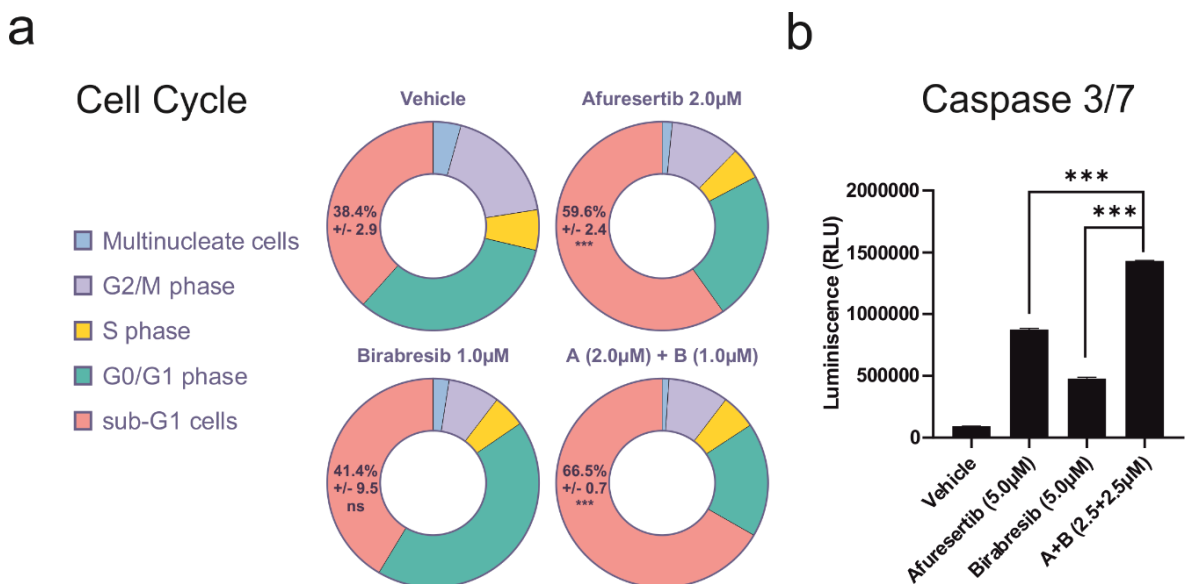 a
Cell Cycle
Multinucleate cells
G2/M phase
S phase
G0/G1 phase
sub-G1 cells
Vehicle
38.4%
+/- 2.9
Afuresertib 2.0µM
59.6%
+/- 2.4
***
Birabresib 1.0µM
41.4%
+/- 9.5
ns
A (2.0µM) + B (1.0µM)
66.5%
+/- 0.7
***
b
Caspase 3/7
***
***
Luminiscence (RLU)
2000000
1500000
1000000
500000
0
Vehicle
Afuresertib (5.0µM)
Birabresib (5.0µM)
A+B (2.5+2.5µM)